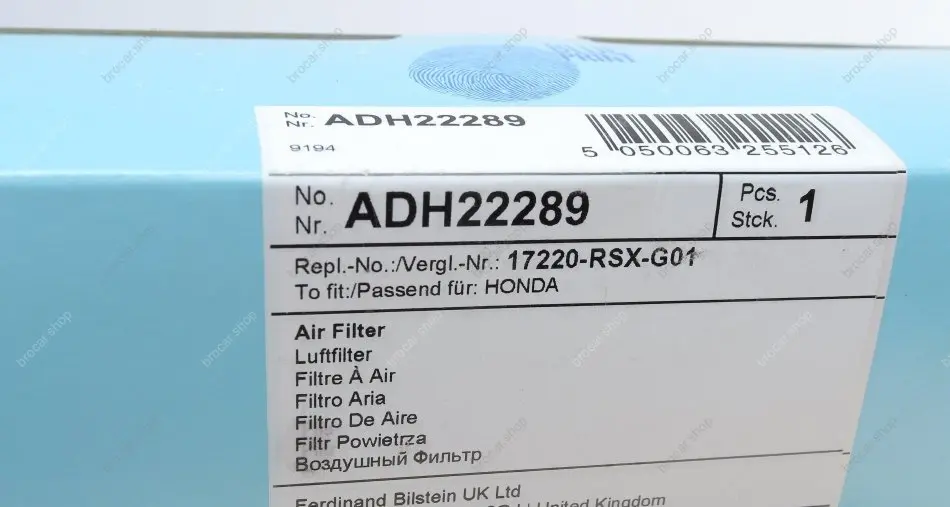 No.
Nr. ADH22289
9194
5 050063 255126
No.
Nr. ADH22289
Pcs.
Stck. 1
Repl.-No.:/Vergl.-Nr.: 17220-RSX-G01
To fit:/Passend für: HONDA
Air Filter
Luftfilter
Filtre À Air
Filtro Aria
Filtro De Aire
Filtr Powietrza
Воздушный Фильтр
Ferdinand Bilstein UK Ltd
United Kingdom
brocar.shop